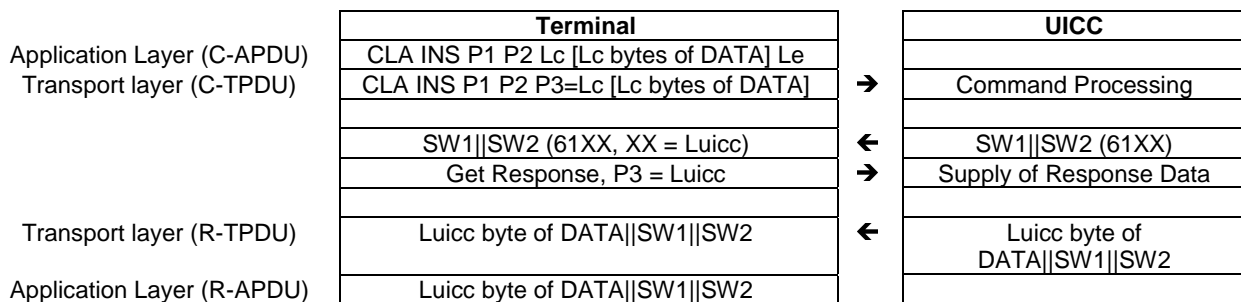 Terminal UICC
Application Layer (C-APDU) CLA INS P1 P2 Lc [Lc bytes of DATA] Le
Transport layer (C-TPDU) CLA INS P1 P2 P3=Lc [Lc bytes of DATA] ➔ Command Processing
SW1||SW2 (61XX, XX = Luicc) 🡸 SW1||SW2 (61XX)
Get Response, P3 = Luicc ➔ Supply of Response Data
Transport layer (R-TPDU) Luicc byte of DATA||SW1||SW2 🡸 Luicc byte of
DATA||SW1||SW2
Application Layer (R-APDU) Luicc byte of DATA||SW1||SW2